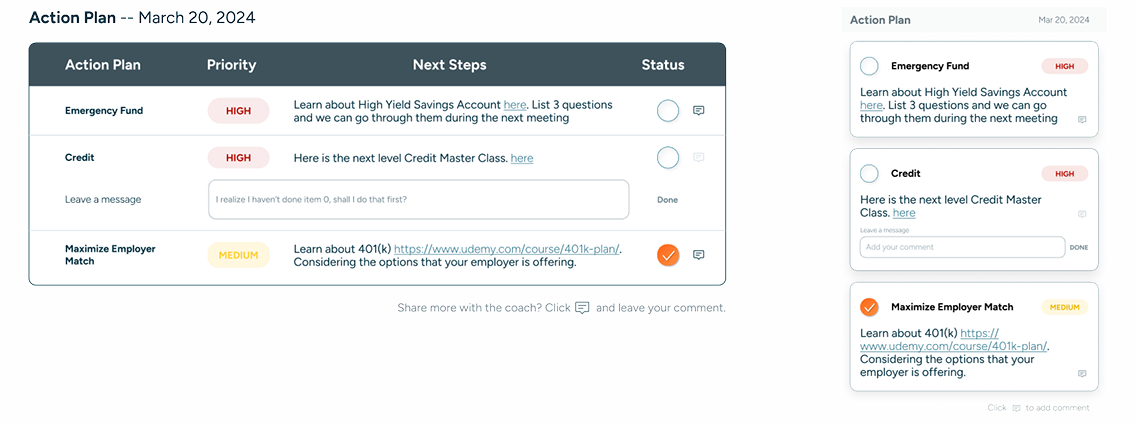 Action Plan -- March 20, 2024
Action Plan
Priority
Next Steps
Status
Emergency Fund
HIGH
Learn about High Yield Savings Account here. List 3 questions
and we can go through them during the next meeting
Credit
HIGH
Here is the next level Credit Master Class. here
Leave a message
I realize I haven't done item 0, shall I do that first?
Done
Maximize Employer
Match
MEDIUM
Learn about 401(k) https://www.udemy.com/course/401k-plan/.
Considering the options that your employer is offering.
Share more with the coach? Click and leave your comment.
Action Plan
Mar 20, 2024
Emergency Fund
HIGH
Learn about High Yield Savings Account
here. List 3 questions and we can go
through them during the next meeting
Credit
HIGH
Here is the next level Credit Master
Class. here
Leave a message
Add your comment
DONE
Maximize Employer Match
MEDIUM
Learn about 401(k) https://
www.udemy.com/course/401k-plan/.
Considering the options that your
employer is offering.
Click to add comment